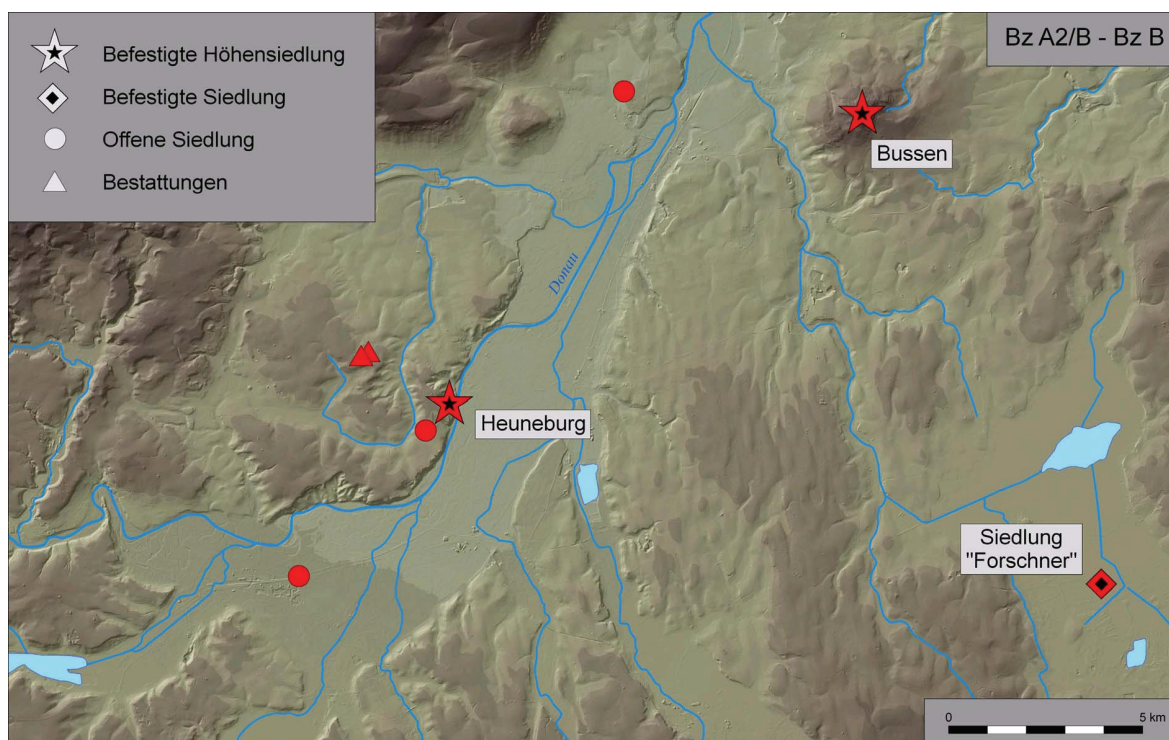 Befestigte Höhensiedlung
Befestigte Siedlung
Offene Siedlung
Bestattungen
Bz A2/B - Bz B
Bussen
Donau
Heuneburg
Siedlung
"Forschner"
0 5 km